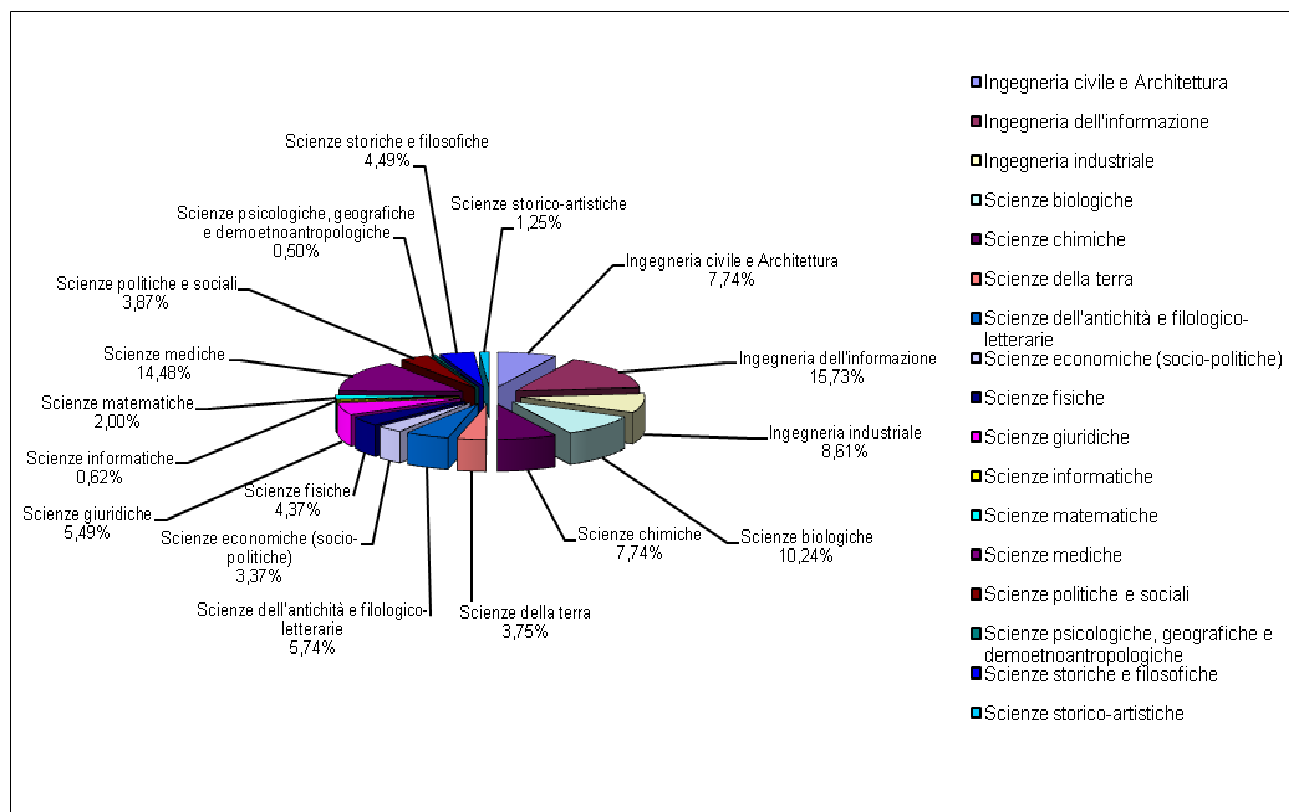 Scienze storiche e filosofiche
4,49%
Scienze storico-artistiche
1,25%
Scienze psicologiche, geografiche
e demoetnoantropologiche
0,50%
Ingegneria civile e Architettura
7,74%
Scienze politiche e sociali
3,87%
Scienze mediche
14,48%
Ingegneria dell'informazione
15,73%
Scienze matematiche
2,00%
Ingegneria industriale
8,61%
Scienze informatiche
0,62%
Scienze fisiche
4,37%
Scienze giuridiche
5,49%
Scienze economiche (socio-
politiche)
3,37%
Scienze chimiche
7,74%
Scienze biologiche
10,24%
Scienze dell'antichità e filologico-
letterarie
5,74%
Scienze della terra
3,75%
Ingegneria civile e Architettura
Ingegneria dell'informazione
Ingegneria industriale
Scienze biologiche
Scienze chimiche
Scienze della terra
Scienze dell'antichità e filologico-
letterarie
Scienze economiche (socio-politiche)
Scienze fisiche
Scienze giuridiche
Scienze informatiche
Scienze matematiche
Scienze mediche
Scienze politiche e sociali
Scienze psicologiche, geografiche e
demoetnoantropologiche
Scienze storiche e filosofiche
Scienze storico-artistiche